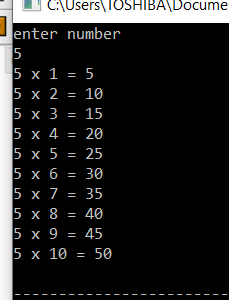 C:\Users\TOSHIBA\Docume
enter number
5
5 x 1 = 5
5 x 2 = 10
5 x 3 = 15
5 x 4 = 20
5 x 5 = 25
5 x 6 = 30
5 x 7 = 35
5 x 8 = 40
5 x 9 = 45
5 x 10 = 50
--------------------------